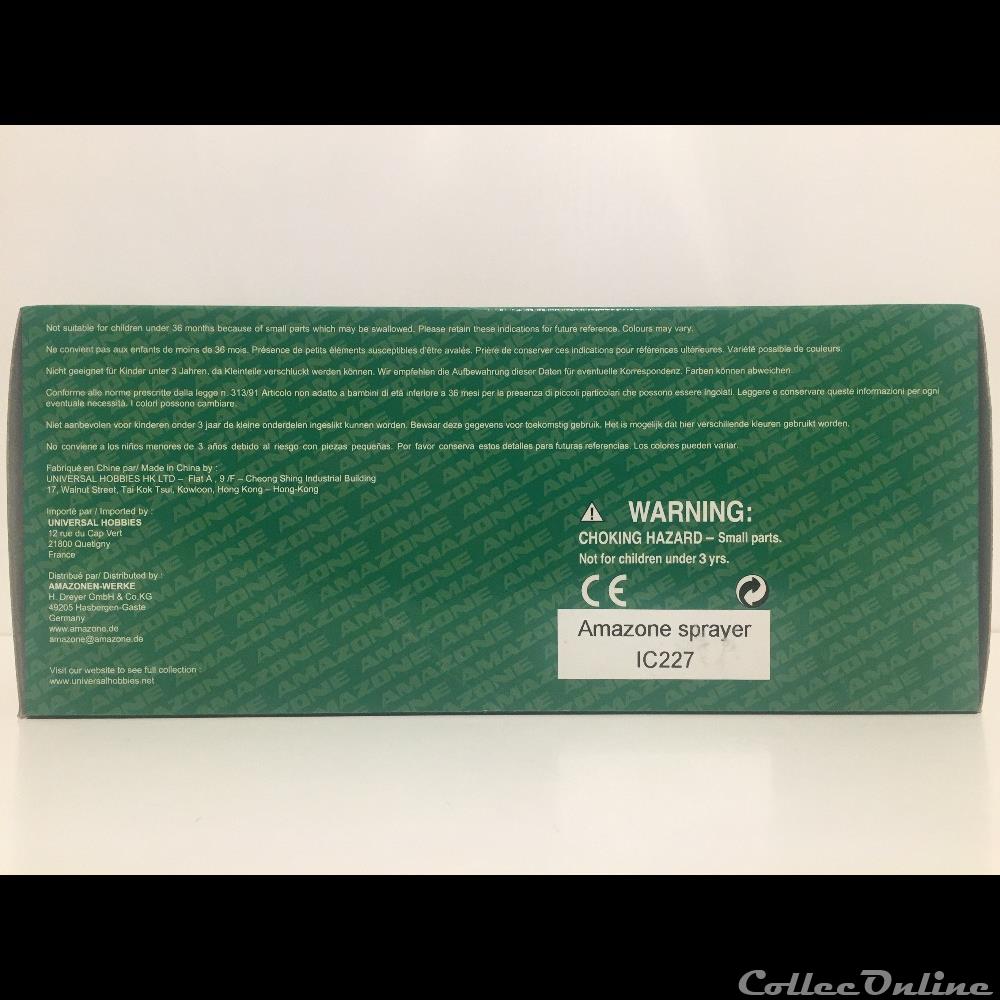 Not suitable for children under 36 months because of small parts which may be swallowed. Please retain these indications for future reference. Colours may vary.
Ne convient pas aux enfants de moins de 36 mois. Présence de petits éléments susceptibles d'être avalés. Prière de conserver ces indications pour références ultérieures. Variété possible de couleurs.
Nicht geeignet für Kinder unter 3 Jahren, da Kleinteile verschluckt werden können. Wir empfehlen die Aufbewahrung dieser Daten für eventuelle Korrespondenz. Farben können abweichen.
Conforme alle norme prescritte dalla legge n. 313/91 Articolo non adatto a bambini di età inferiore a 36 mesi per la presenza di piccoli particolari che possono essere ingoiati. Leggere e conservare queste informazioni per ogni
eventuale necessità. I colori possono cambiare.
Niet aanbevolen voor kinderen onder 3 jaar de kleine onderdelen ingeslikt kunnen worden. Bewaar deze gegevens voor toekomstig gebruik. Het is mogelijk dat hier verschillende kleuren gebruikt worden.
No conviene a los niños menores de 3 años debido al riesgo con piezas pequeñas. Por favor conserva estos detalles para futuras referencias. Los colores pueden variar.
Fabriqué en Chine par/ Made in China by :
UNIVERSAL HOBBIES HK LTD – Flat A , 9 /F – Cheong Shing Industrial Building
17, Walnut Street, Tai Kok Tsui, Kowloon, Hong Kong – Hong-Kong
Importé par / Imported by :
UNIVERSAL HOBBIES
12 rue du Cap Vert
21800 Quetigny
France
Distribué par/ Distributed by :
AMAZONEN-WERKE
H. Dreyer GmbH & Co.KG
49205 Hasbergen-Gaste
Germany
www.amazone.de
amazone@amazone.de
Visit our website to see full collection :
www.universalhobbies.net
WARNING:
CHOKING HAZARD – Small parts.
Not for children under 3 yrs.
CE
Amazone sprayer
IC227
CollecOnline